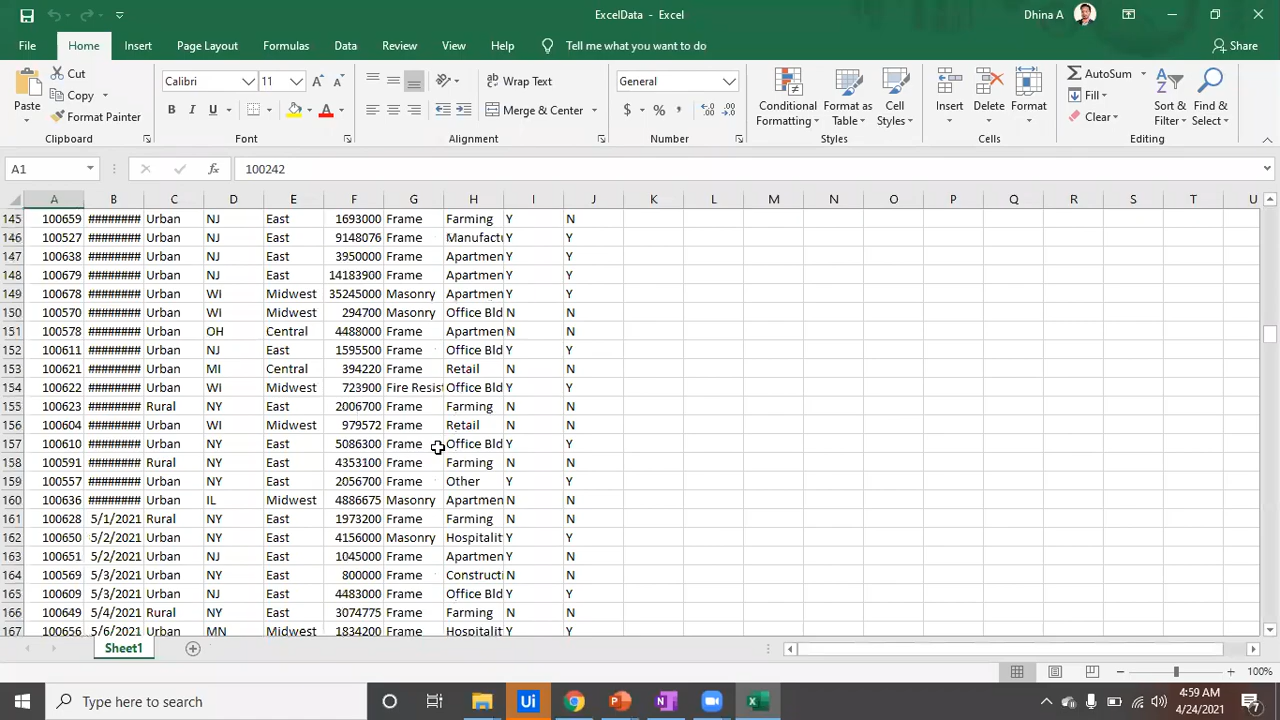 ExcelData - Excel
Dhina A
File Home Insert Page Layout Formulas Data Review View Help Tell me what you want to do Share
Paste Cut Copy Format Painter Clipboard
Calibri 11 B I U Font
Wrap Text Merge & Center Alignment
General $ % Number
Conditional Formatting Format as Table Cell Styles Styles
Insert Delete Format Cells
AutoSum Fill Clear Sort & Filter Find & Select Editing
A1 fx 100242
A B C D E F G H I J K L M N O P Q R S T U
145 100659 ######## Urban NJ East 1693000 Frame Farming Y N
146 100527 ######## Urban NJ East 9148076 Frame Manufactu Y Y
147 100638 ######## Urban NJ East 3950000 Frame Apartmen Y Y
148 100679 ######## Urban NJ East 14183900 Frame Apartmen Y Y
149 100678 ######## Urban WI Midwest 35245000 Masonry Apartmen Y Y
150 100570 ######## Urban WI Midwest 294700 Masonry Office Bld N N
151 100578 ######## Urban OH Central 4488000 Frame Apartmen N N
152 100611 ######## Urban NJ East 1595500 Frame Office Bld Y Y
153 100621 ######## Urban MI Central 394220 Frame Retail N N
154 100622 ######## Urban WI Midwest 723900 Fire Resist Office Bld Y Y
155 100623 ######## Rural NY East 2006700 Frame Farming N N
156 100604 ######## Urban WI Midwest 979572 Frame Retail N N
157 100610 ######## Urban NY East 5086300 Frame Office Bld Y Y
158 100591 ######## Rural NY East 4353100 Frame Farming N N
159 100557 ######## Urban NY East 2056700 Frame Other Y Y
160 100636 ######## Urban IL Midwest 4886675 Masonry Apartmen N N
161 100628 5/1/2021 Rural NY East 1973200 Frame Farming N N
162 100650 5/2/2021 Urban NY East 4156000 Masonry Hospitalit Y Y
163 100651 5/2/2021 Urban NJ East 1045000 Frame Apartmen Y Y
164 100569 5/3/2021 Urban NY East 800000 Frame Constructi N N
165 100609 5/3/2021 Urban NJ East 4483000 Frame Office Bld Y Y
166 100649 5/4/2021 Rural NY East 3074775 Frame Farming N N
167 100656 5/6/2021 Urban MN Midwest 1834200 Frame Hospitalit Y Y
Sheet1
100%
Type here to search
Ui
4:59 AM
4/24/2021
7